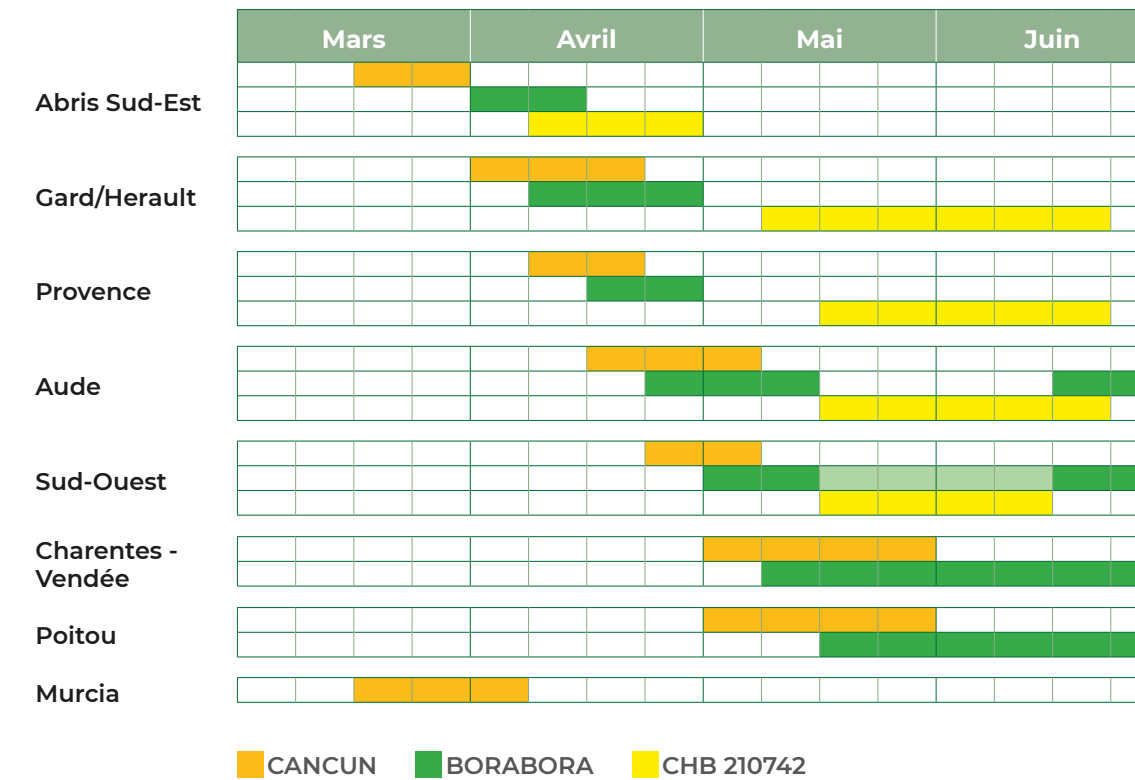 Mars Avril Mai Juin
Abris Sud-Est
Gard/Herault
Provence
Aude
Sud-Ouest
Charentes -
Vendée
Poitou
Murcia
CANCUN BORABORA CHB 210742